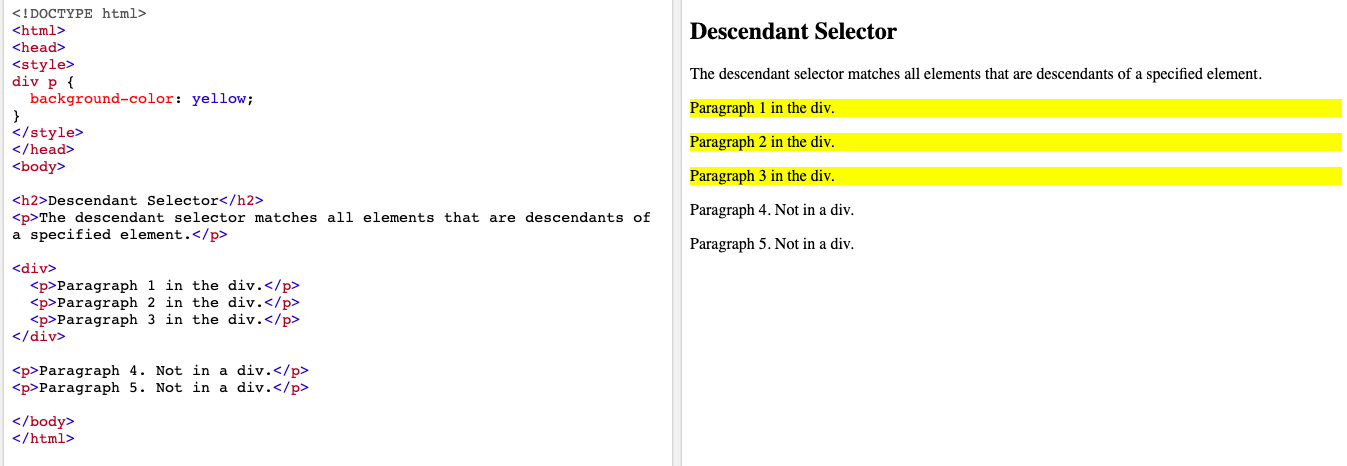 <!DOCTYPE html>
<html>
<head>
<style>
div p {
  background-color: yellow;
}
</style>
</head>
<body>

<h2>Descendant Selector</h2>
<p>The descendant selector matches all elements that are descendants of
a specified element.</p>

<div>
  <p>Paragraph 1 in the div.</p>
  <p>Paragraph 2 in the div.</p>
  <p>Paragraph 3 in the div.</p>
</div>

<p>Paragraph 4. Not in a div.</p>
<p>Paragraph 5. Not in a div.</p>

</body>
</html>

Descendant Selector
The descendant selector matches all elements that are descendants of a specified element.
Paragraph 1 in the div.
Paragraph 2 in the div.
Paragraph 3 in the div.
Paragraph 4. Not in a div.
Paragraph 5. Not in a div.